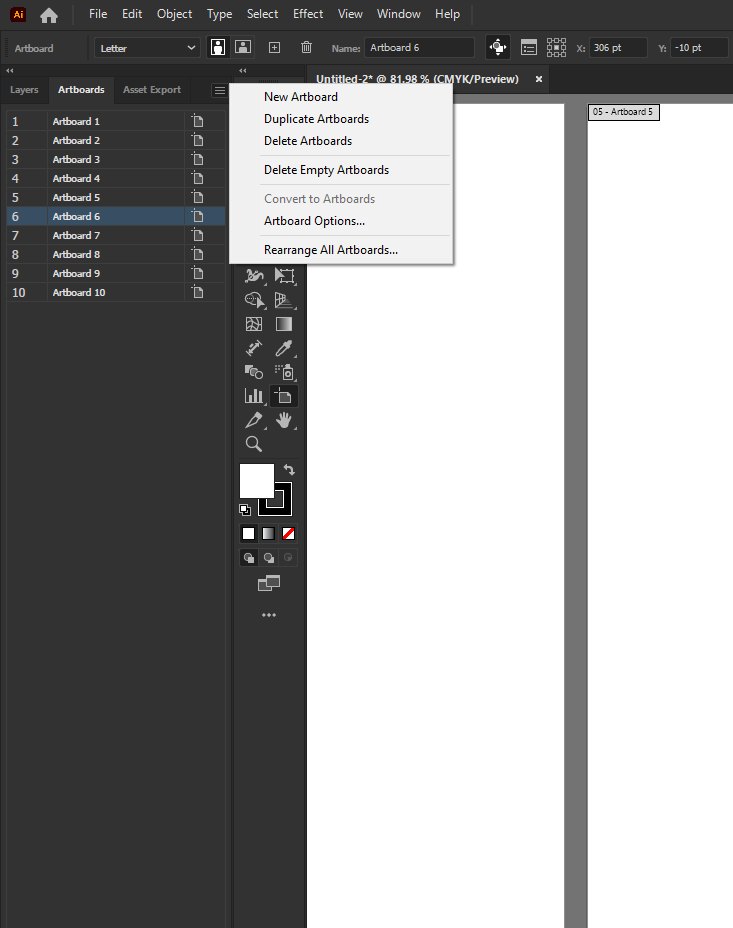 Ai File Edit Object Type Select Effect View Window Help
Artboard Letter Name: Artboard 6 X: 306 pt Y: -10 pt
Layers Artboards Asset Export
Untitled-2* @ 81.98 % (CMYK/Preview) ×
1 Artboard 1
2 Artboard 2
3 Artboard 3
4 Artboard 4
5 Artboard 5
6 Artboard 6
7 Artboard 7
8 Artboard 8
9 Artboard 9
10 Artboard 10
New Artboard
Duplicate Artboards
Delete Artboards
Delete Empty Artboards
Convert to Artboards
Artboard Options...
Rearrange All Artboards...
05 - Artboard 5